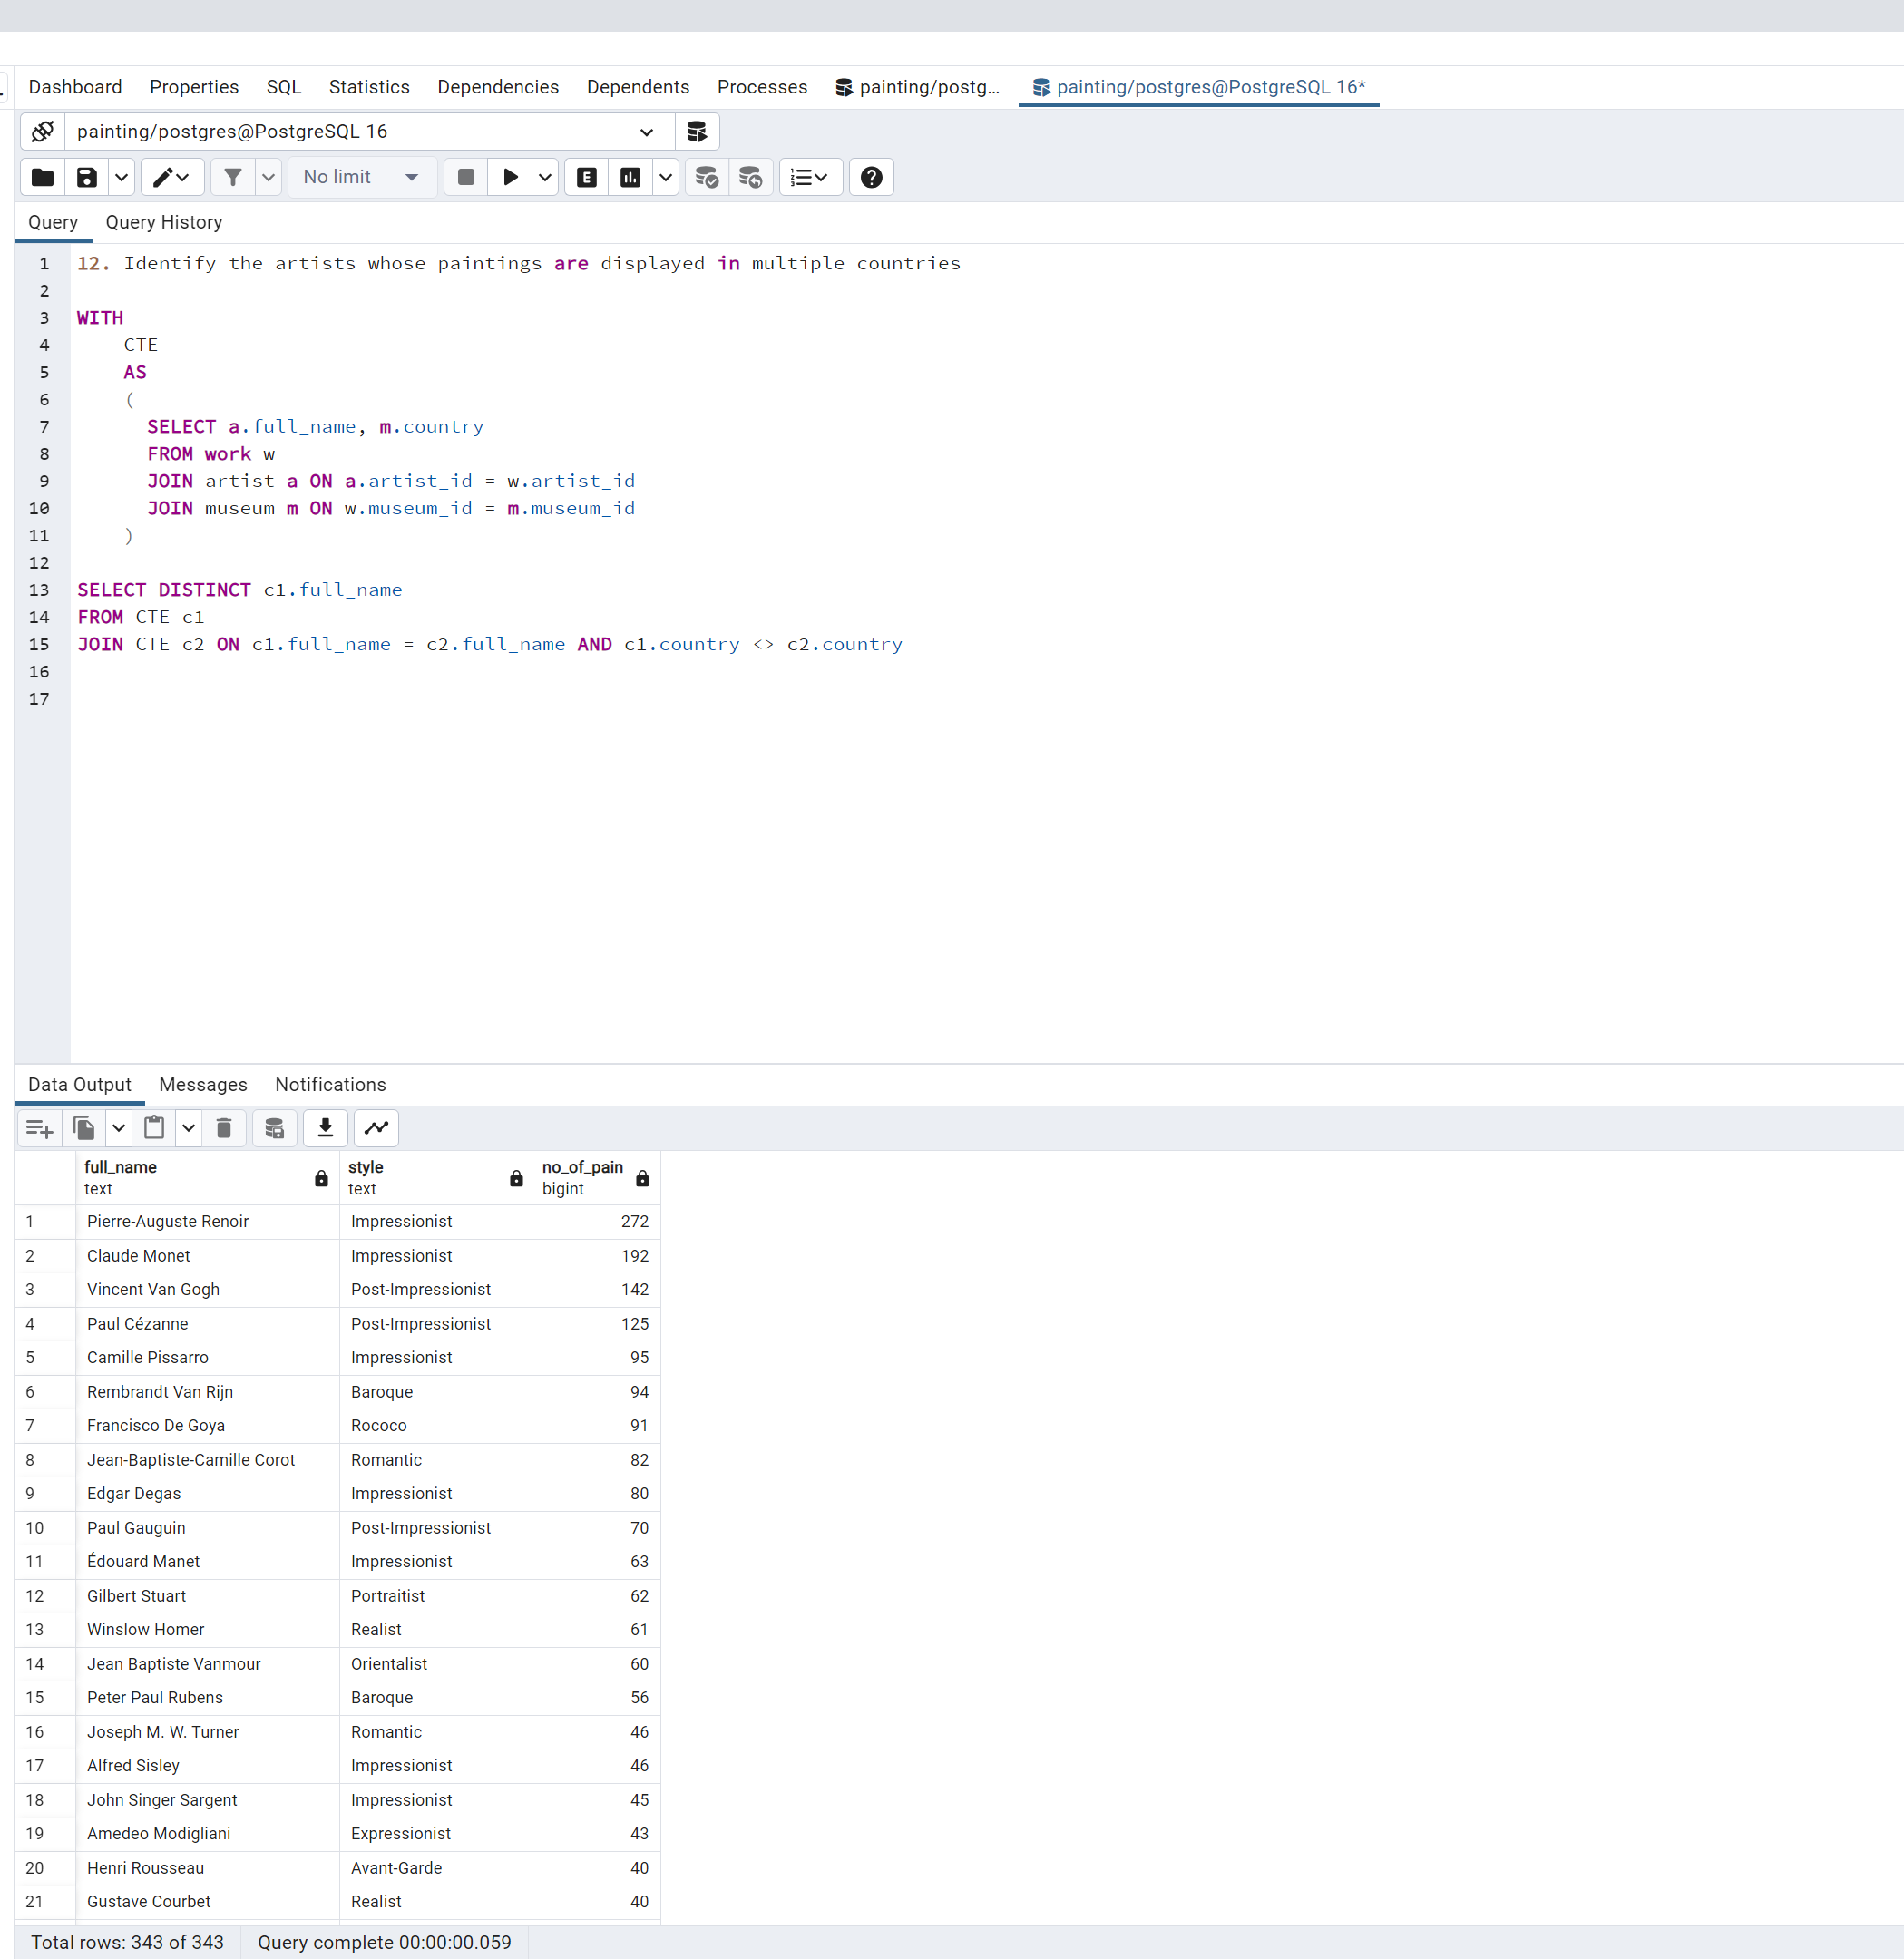 Dashboard Properties SQL Statistics Dependencies Dependents Processes painting/postg... painting/postgres@PostgreSQL 16*
painting/postgres@PostgreSQL 16
No limit E
Query Query History
1 12. Identify the artists whose paintings are displayed in multiple countries
2
3 WITH
4 CTE
5 AS
6 (
7 SELECT a.full_name, m.country
8 FROM work w
9 JOIN artist a ON a.artist_id = w.artist_id
10 JOIN museum m ON w.museum_id = m.museum_id
11 )
12
13 SELECT DISTINCT c1.full_name
14 FROM CTE c1
15 JOIN CTE c2 ON c1.full_name = c2.full_name AND c1.country <> c2.country
16
17
Data Output Messages Notifications
full_name style no_of_pain
text text bigint
1 Pierre-Auguste Renoir Impressionist 272
2 Claude Monet Impressionist 192
3 Vincent Van Gogh Post-Impressionist 142
4 Paul Cézanne Post-Impressionist 125
5 Camille Pissarro Impressionist 95
6 Rembrandt Van Rijn Baroque 94
7 Francisco De Goya Rococo 91
8 Jean-Baptiste-Camille Corot Romantic 82
9 Edgar Degas Impressionist 80
10 Paul Gauguin Post-Impressionist 70
11 Édouard Manet Impressionist 63
12 Gilbert Stuart Portraitist 62
13 Winslow Homer Realist 61
14 Jean Baptiste Vanmour Orientalist 60
15 Peter Paul Rubens Baroque 56
16 Joseph M. W. Turner Romantic 46
17 Alfred Sisley Impressionist 46
18 John Singer Sargent Impressionist 45
19 Amedeo Modigliani Expressionist 43
20 Henri Rousseau Avant-Garde 40
21 Gustave Courbet Realist 40
Total rows: 343 of 343 Query complete 00:00:00.059